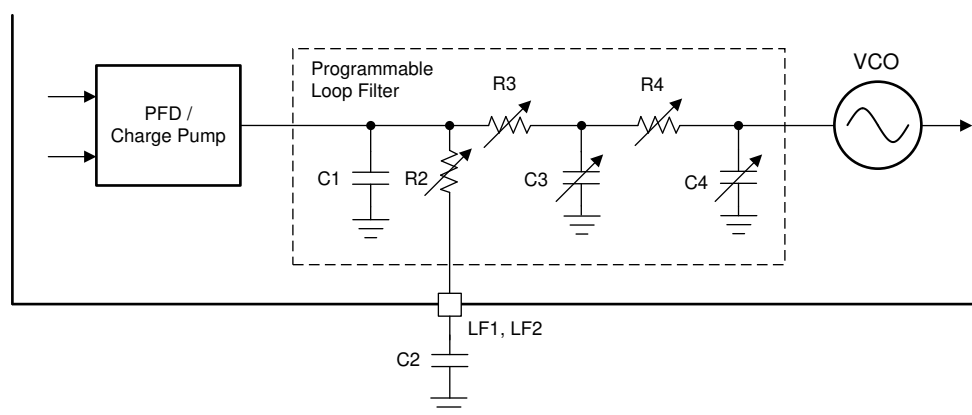 Programmable
Loop Filter
VCO
R3
R4
PFD /
Charge Pump
C1
R2
C3
C4
LF1, LF2
C2